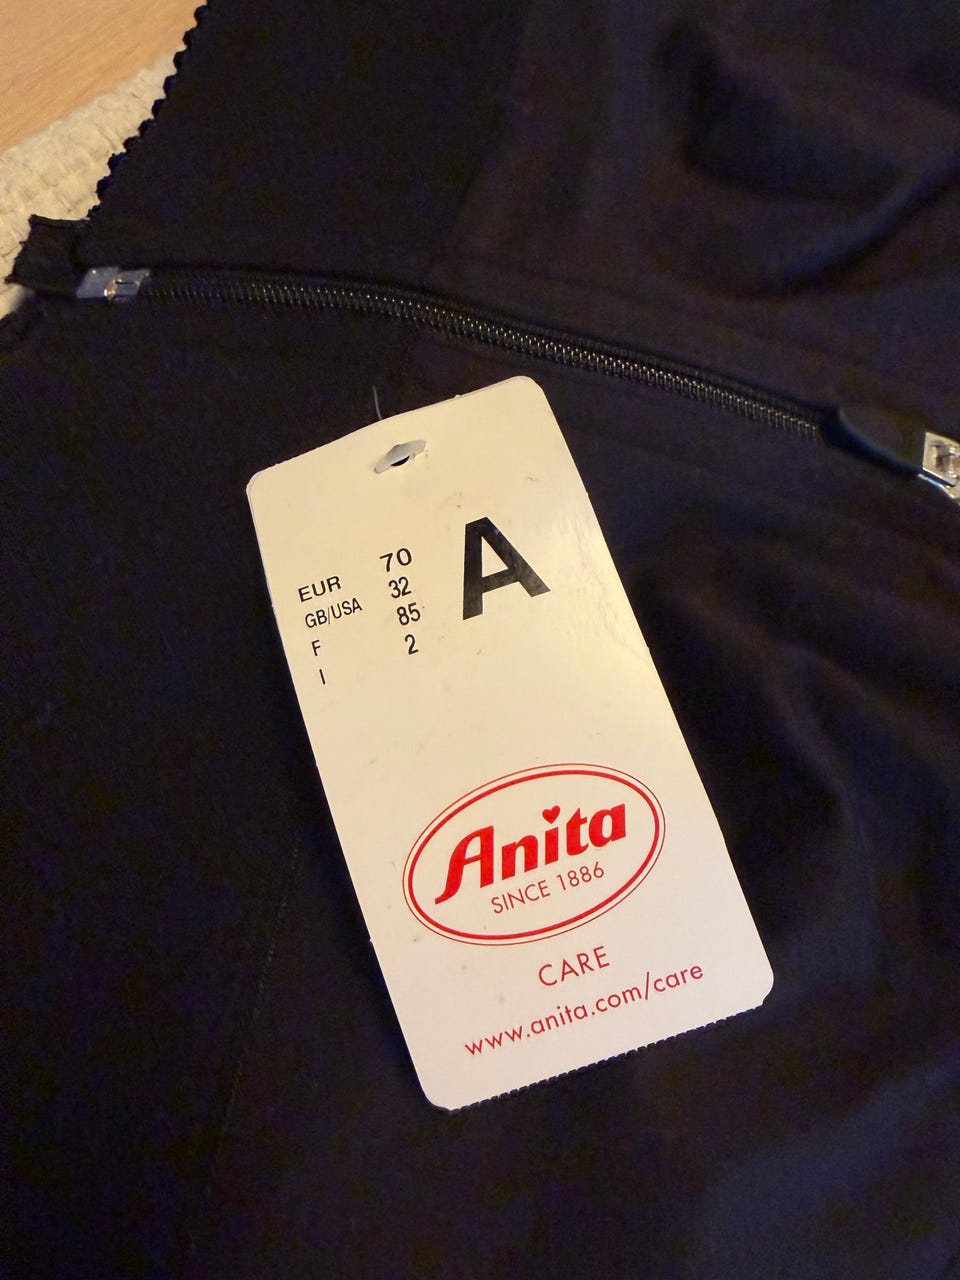 EUR 70
GB/USA 32
F 85
I 2
A
Anita
SINCE 1886
CARE
www.anita.com/care